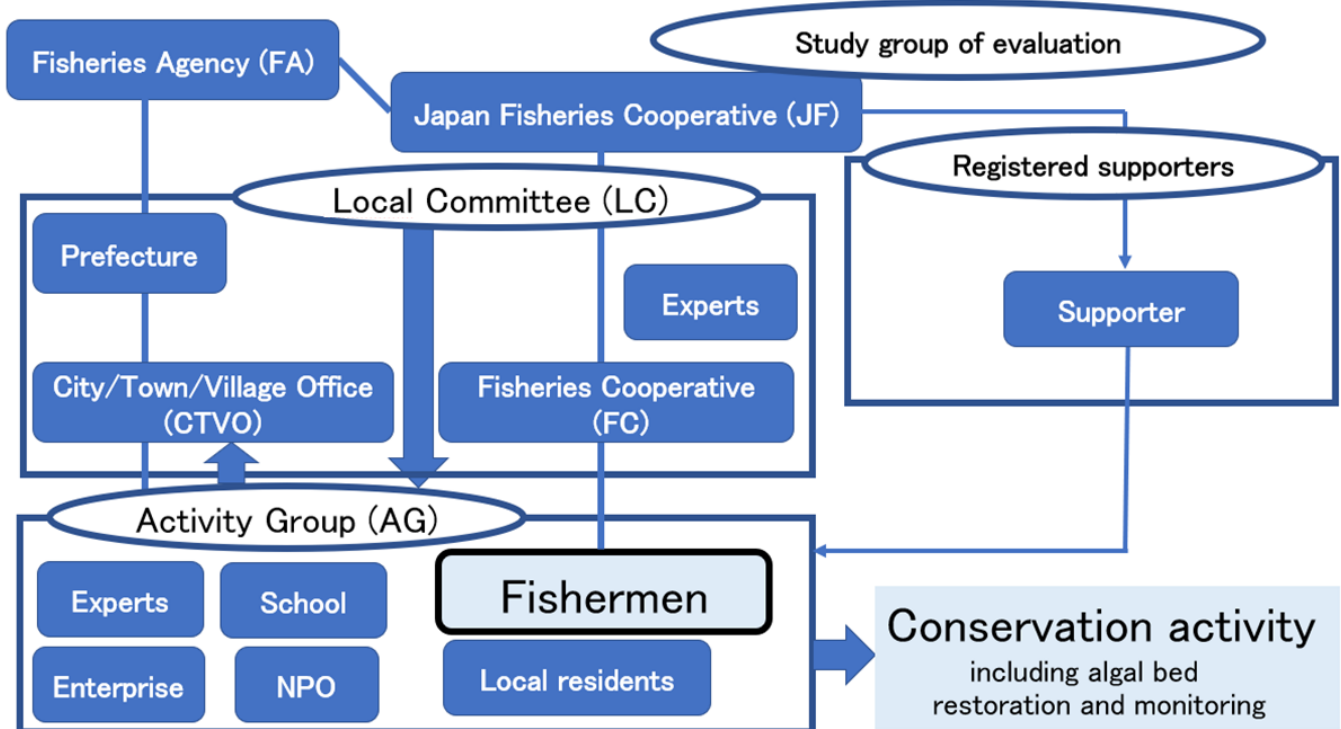 Fisheries Agency (FA)
Study group of evaluation
Japan Fisheries Cooperative (JF)
Registered supporters
Local Committee (LC)
Prefecture
Experts
Supporter
City/Town/Village Office
(CTVO)
Fisheries Cooperative
(FC)
Activity Group (AG)
Experts
School
Fishermen
Enterprise
NPO
Local residents
Conservation activity
including algal bed
restoration and monitoring